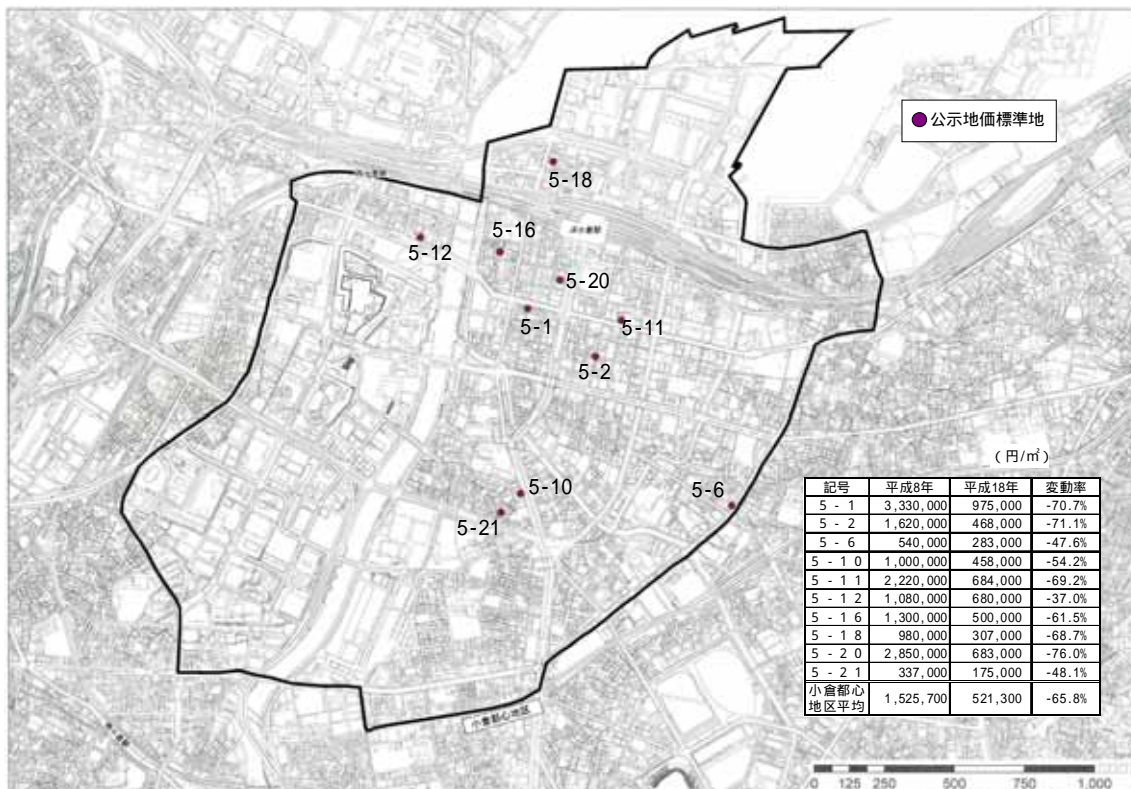 公示地価標準地
5-18
5-16
5-12
5-20
5-1
5-11
5-2
5-10
5-6
5-21
小倉都心地区
(円/㎡)
記号 平成8年 平成18年 変動率
5-1 3,330,000 975,000 -70.7%
5-2 1,620,000 468,000 -71.1%
5-6 540,000 283,000 -47.6%
5-10 1,000,000 458,000 -54.2%
5-11 2,220,000 684,000 -69.2%
5-12 1,080,000 680,000 -37.0%
5-16 1,300,000 500,000 -61.5%
5-18 980,000 307,000 -68.7%
5-20 2,850,000 683,000 -76.0%
5-21 337,000 175,000 -48.1%
小倉都心
地区平均 1,525,700 521,300 -65.8%
0 125 250 500 750 1,000